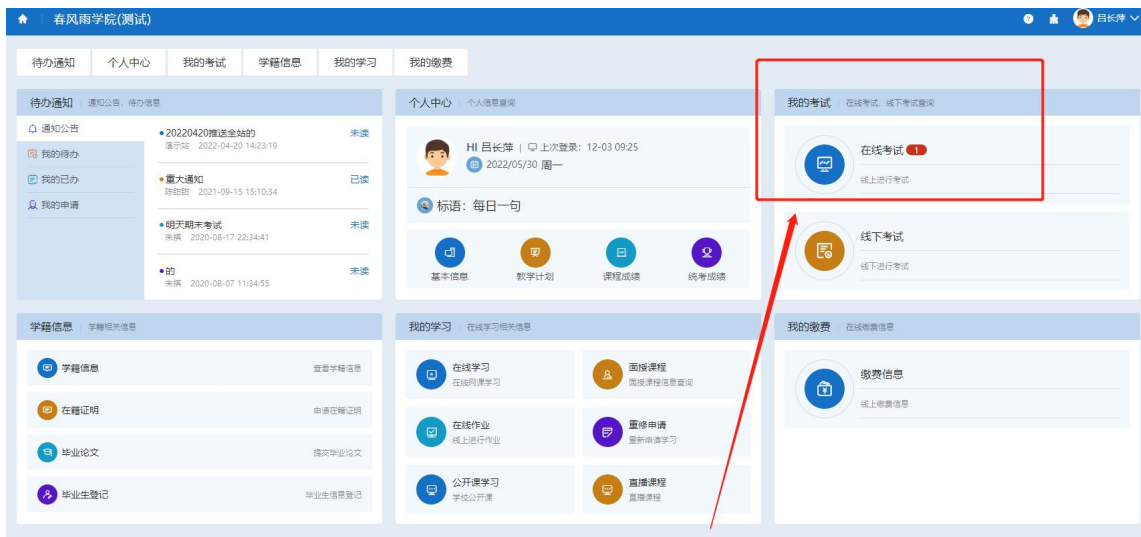 春风雨学院(测试)
吕长萍
待办通知 个人中心 我的考试 学籍信息 我的学习 我的缴费
待办通知 通知公告、待办信息
通知公告
我的待办
我的已办
我的申请
20220420推送全站的 未读
演示站 2022-04-20 14:23:19
重大通知 已读
陈甜甜 2021-09-15 15:10:34
明天期末考试 未读
朱撰 2020-08-17 22:34:41
的 未读
朱撰 2020-08-07 11:34:55
个人中心 个人信息查询
HI 吕长萍 | 上次登录：12-03 09:25
2022/05/30 周一
标语：每日一句
基本信息 教学计划 课程成绩 统考成绩
我的考试 在线考试、线下考试查询
在线考试 1
线上进行考试
线下考试
线下进行考试
学籍信息 学籍相关信息
学籍信息 查看学籍信息
在籍证明 申请在籍证明
毕业论文 提交毕业论文
毕业生登记 毕业生信息登记
我的学习 在线学习相关信息
在线学习
在线网课学习
面授课程
面授课程信息查询
在线作业
线上进行作业
重修申请
重新申请学习
公开课学习
学校公开课
直播课程
直播课程
我的缴费 在线缴费信息
缴费信息
线上缴费信息